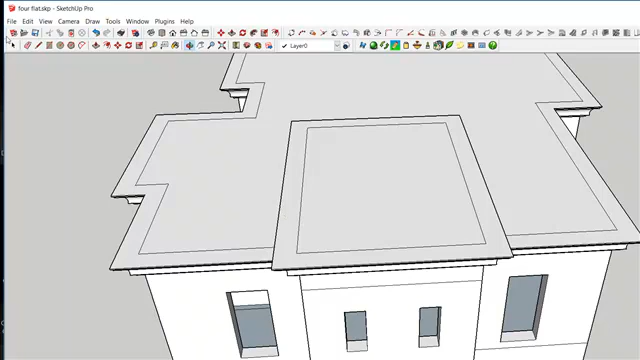 four flat.skp - SketchUp Pro
File Edit View Camera Draw Tools Window Plugins Help
Layer0